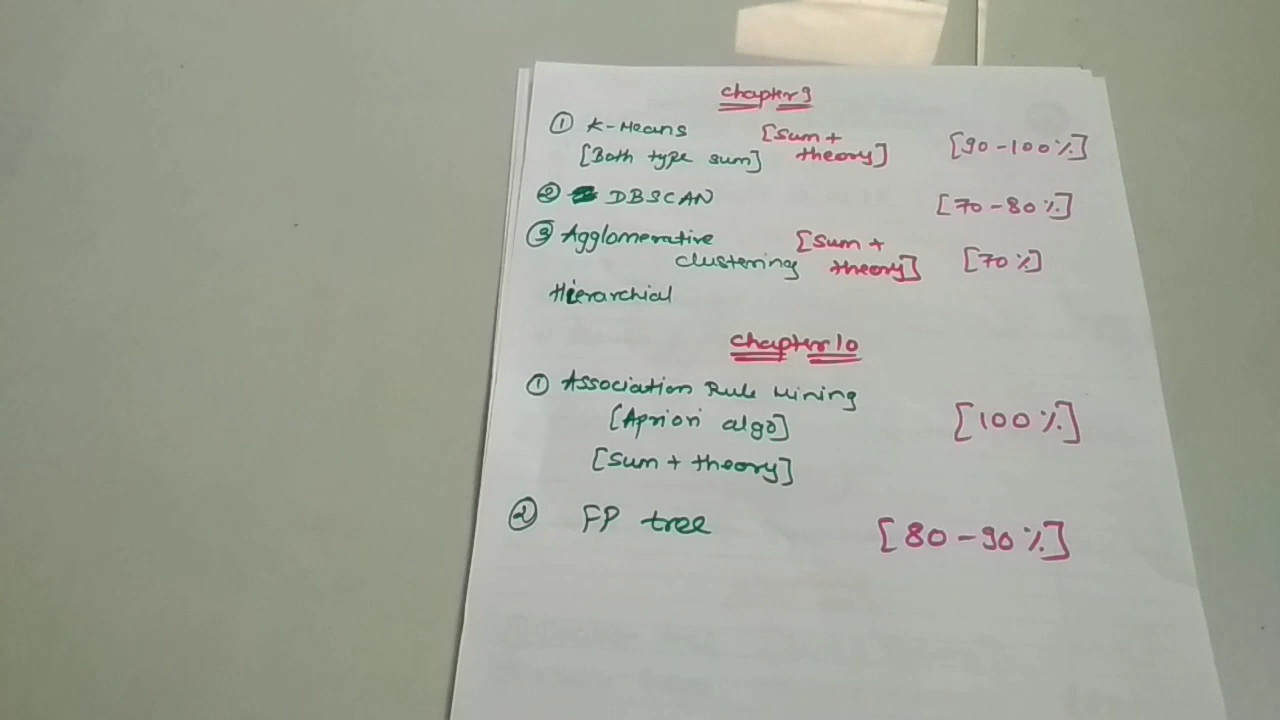 Chapter 9
① K-Means [Sum + [90-100%]
[Both type sum] theory]
② DBSCAN [70-80%]
③ Agglomerative [Sum + [70%]
clustering theory]
Hierarchial
Chapter 10
① Association Rule Mining
[Apriori algo] [100%]
[Sum + theory]
② FP tree [80-90%]